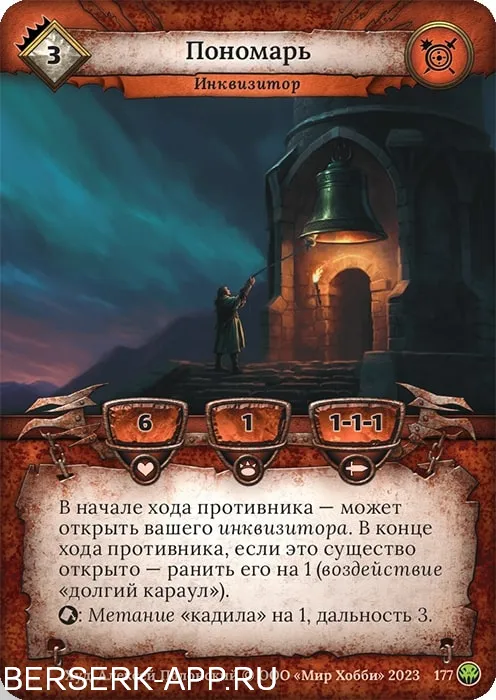 3
Пономарь
Инквизитор
6
1
1-1-1
В начале хода противника — может
открыть вашего инквизитора. В конце
хода противника, если это существо
открыто — ранить его на 1 (воздействие
«долгий караул»).
: Метание «кадила» на 1, дальность 3.
ООО «Мир Хобби» 2023 177
BERSERK-APP.RU